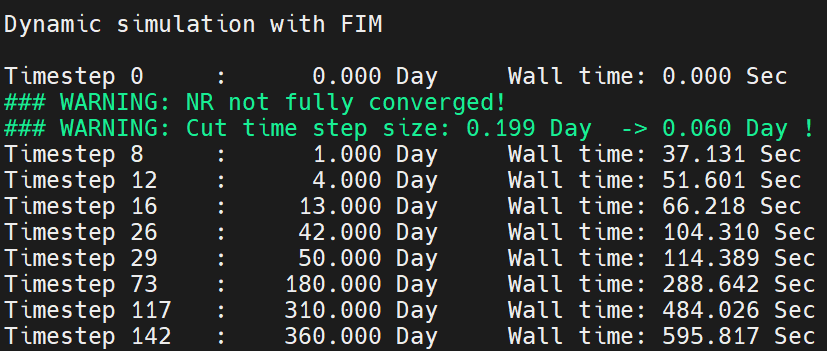 Dynamic simulation with FIM
Timestep 0 : 0.000 Day Wall time: 0.000 Sec
### WARNING: NR not fully converged!
### WARNING: Cut time step size: 0.199 Day -> 0.060 Day !
Timestep 8 : 1.000 Day Wall time: 37.131 Sec
Timestep 12 : 4.000 Day Wall time: 51.601 Sec
Timestep 16 : 13.000 Day Wall time: 66.218 Sec
Timestep 26 : 42.000 Day Wall time: 104.310 Sec
Timestep 29 : 50.000 Day Wall time: 114.389 Sec
Timestep 73 : 180.000 Day Wall time: 288.642 Sec
Timestep 117 : 310.000 Day Wall time: 484.026 Sec
Timestep 142 : 360.000 Day Wall time: 595.817 Sec